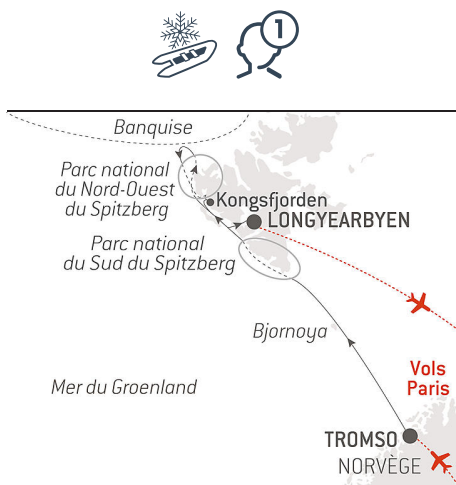 1
Banquise
Parc national
du Nord-Ouest
du Spitzberg
Kongsfjorden
LONGYEARBYEN
Parc national
du Sud du Spitzberg
Bjornoya
Vols
Paris
Mer du Groenland
TROMSO
NORVÈGE